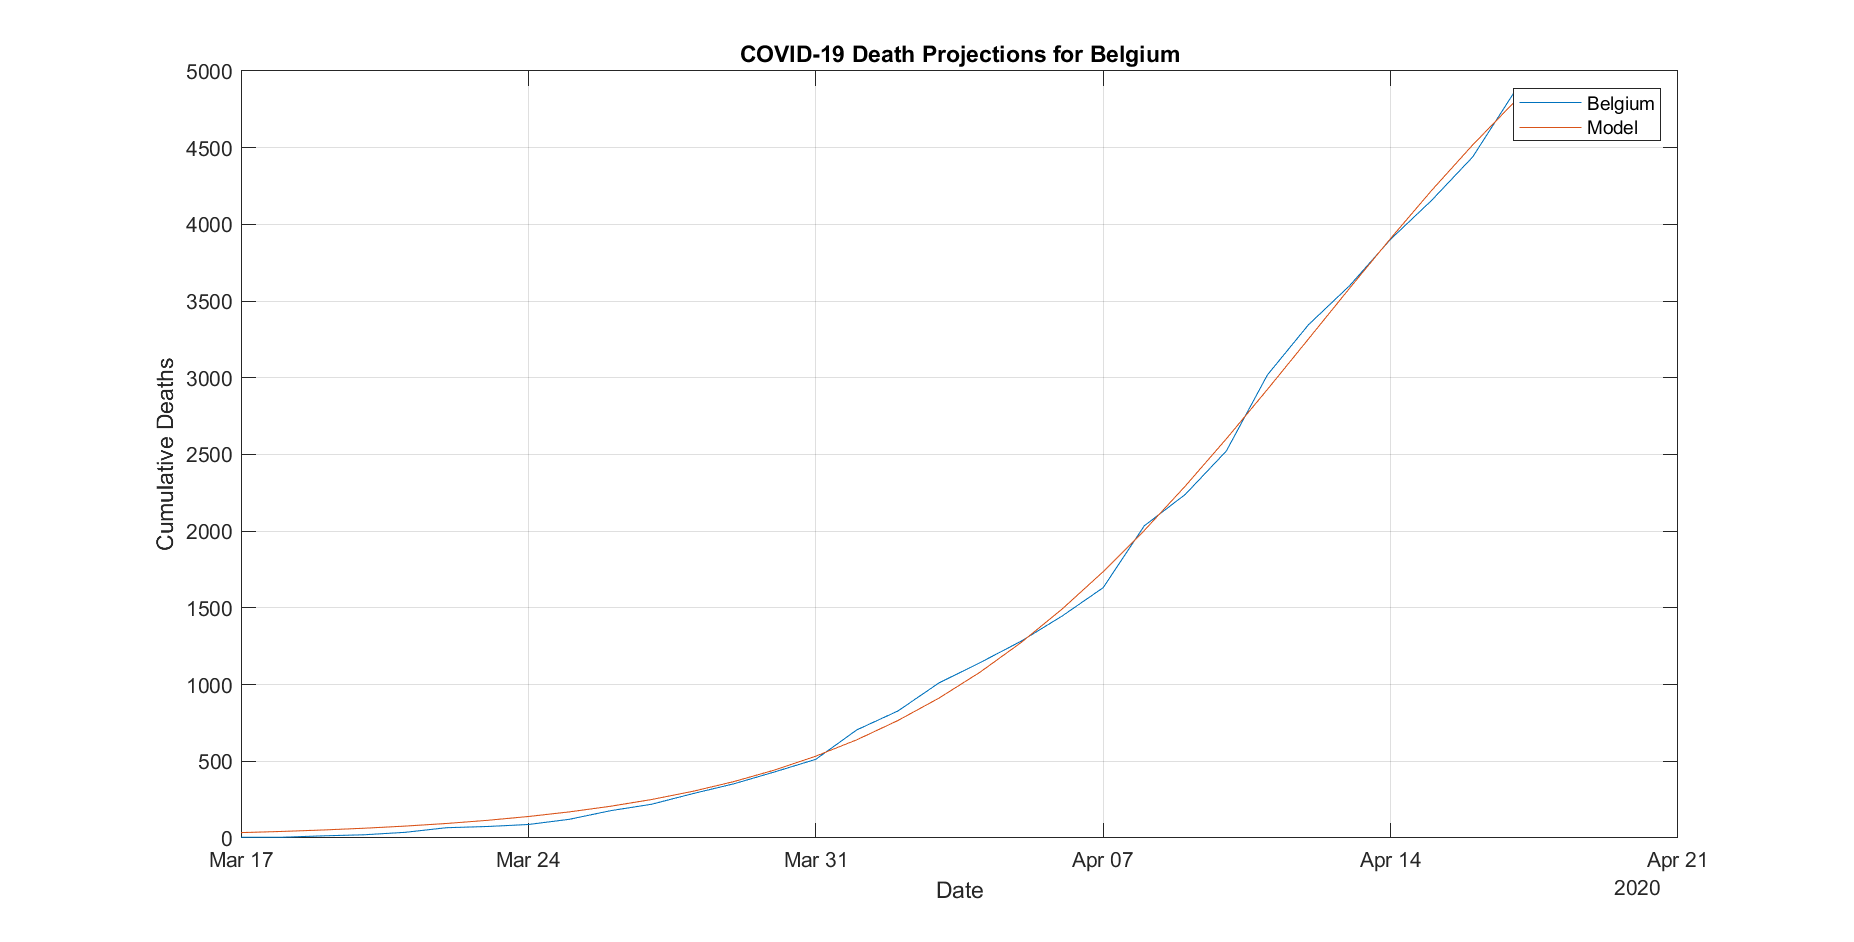 COVID-19 Death Projections for Belgium
5000
4500
4000
3500
3000
2500
2000
1500
1000
500
0
Cumulative Deaths
Belgium
Model
Mar 17
Mar 24
Mar 31
Apr 07
Apr 14
Apr 21
Date
2020